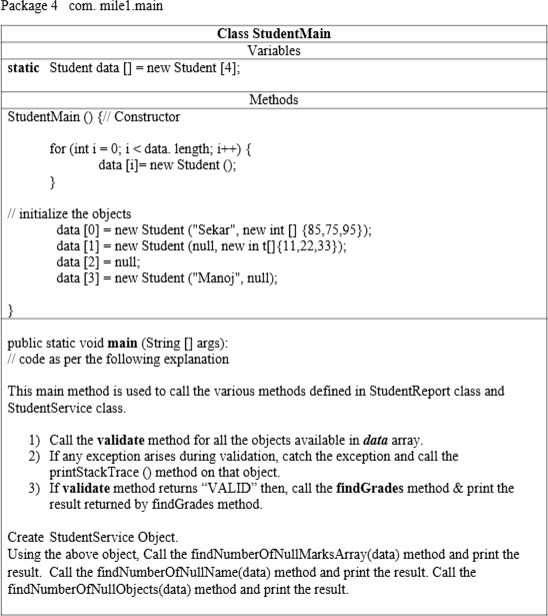 Package 4 com. mile1.main
Class StudentMain
Variables
static Student data [] = new Student [4];
Methods
StudentMain () {// Constructor
for (int i = 0; i < data. length; i++) {
data [i]= new Student ();
}
// initialize the objects
data [0] = new Student ("Sekar", new int [] {85,75,95});
data [1] = new Student (null, new in t[]{11,22,33});
data [2] = null;
data [3] = new Student ("Manoj", null);
}
public static void main (String [] args):
// code as per the following explanation
This main method is used to call the various methods defined in StudentReport class and
StudentService class.
1) Call the validate method for all the objects available in data array.
2) If any exception arises during validation, catch the exception and call the
printStackTrace () method on that object.
3) If validate method returns “VALID” then, call the findGrades method & print the
result returned by findGrades method.
Create StudentService Object.
Using the above object, Call the findNumberOfNullMarksArray(data) method and print the
result. Call the findNumberOfNullName(data) method and print the result. Call the
findNumberOfNullObjects(data) method and print the result.